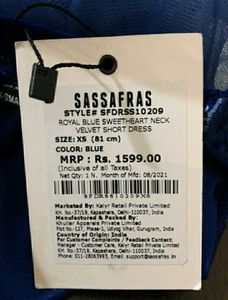 SASSAFRAS
STYLE# SFDRSS10209
ROYAL BLUE SWEETHEART NECK
VELVET SHORT DRESS
SIZE: XS (81 cm)
COLOR: BLUE
MRP : Rs. 1599.00
(Inclusive of all Taxes)
Net Qty: 1 N. Month of Mfd: 08/2021
SFDRSS10209XS
Marketed By: Kalyr Retail Private Limited
KH. No.-37/19, Kapashera, Delhi-110037, India
Manufactured & Packed By:
Khullar Apparels Private Limited
Plot No.-127, Phase-1, Udyog Vihar, Gurugram, India
Country of Origin: India
For Customer Complaints / Feedback Contact:
Manager - Customer Care, Kalyr Retail Private Limited
KH. No.-37/19, Kapashera, Delhi-110037, India
Phone: 011-28063993, Email: support@sassafras.in